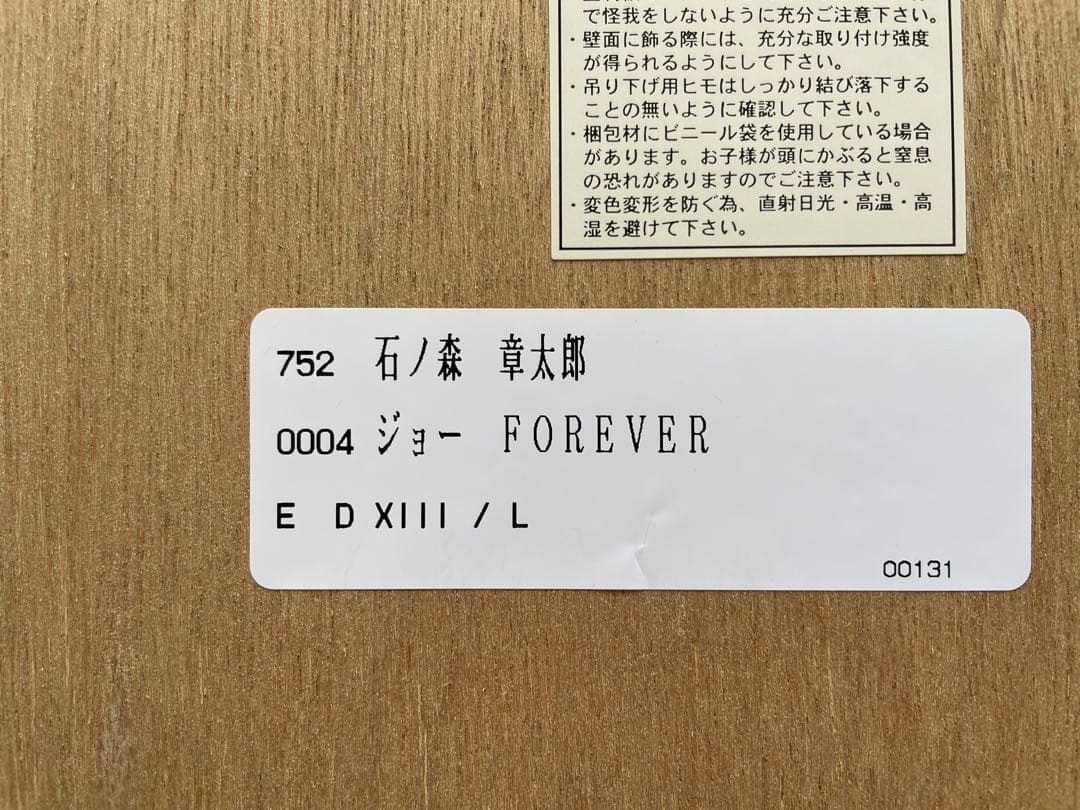 で怪我をしないように充分ご注意下さい。
・壁面に飾る際には、充分な取り付け強度
が得られるようにして下さい。
・吊り下げ用ヒモはしっかり結び落下する
ことの無いように確認して下さい。
・梱包材にビニール袋を使用している場合
があります。お子様が頭にかぶると窒息
の恐れがありますのでご注意下さい。
・変色変形を防ぐ為、直射日光・高温・高
湿を避けて下さい。
752 石ノ森 章太郎
0004 ジョー FOREVER
E D XIII / L
00131